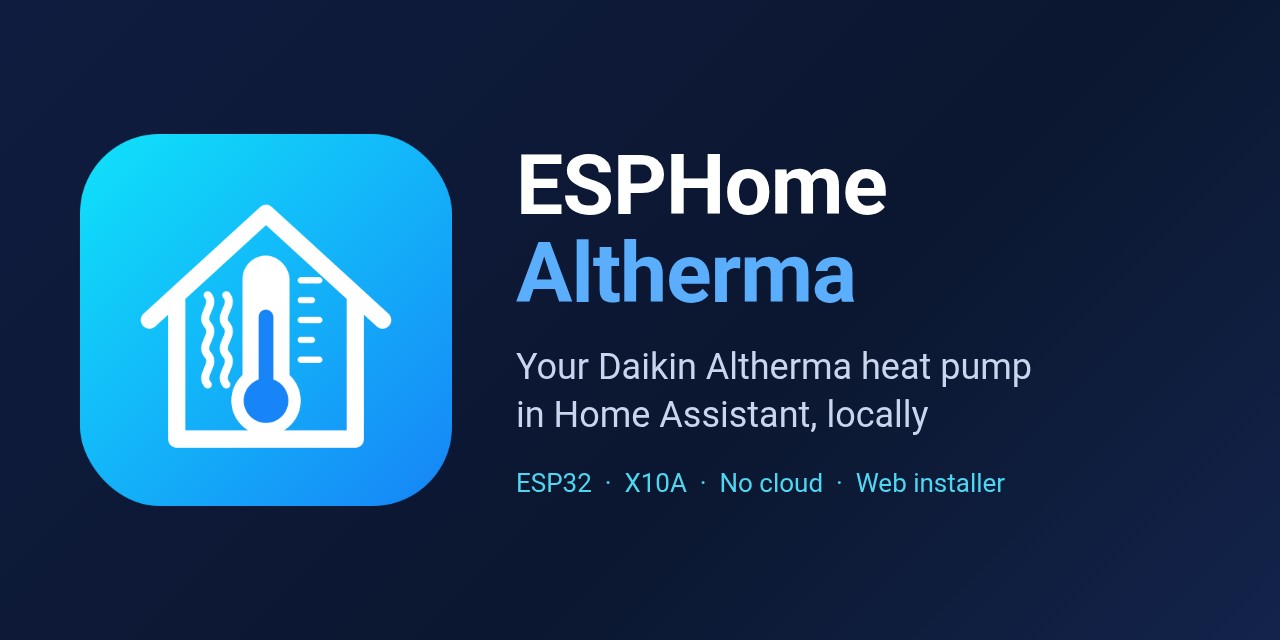 ESPHome
Altherma
Your Daikin Altherma heat pump
in Home Assistant, locally
ESP32 · X10A · No cloud · Web installer